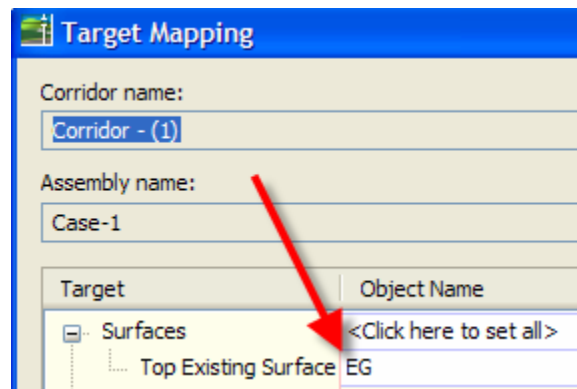 Target Mapping
Corridor name:
Corridor - (1)
Assembly name:
Case-1
Target Object Name
Surfaces <Click here to set all>
Top Existing Surface EG